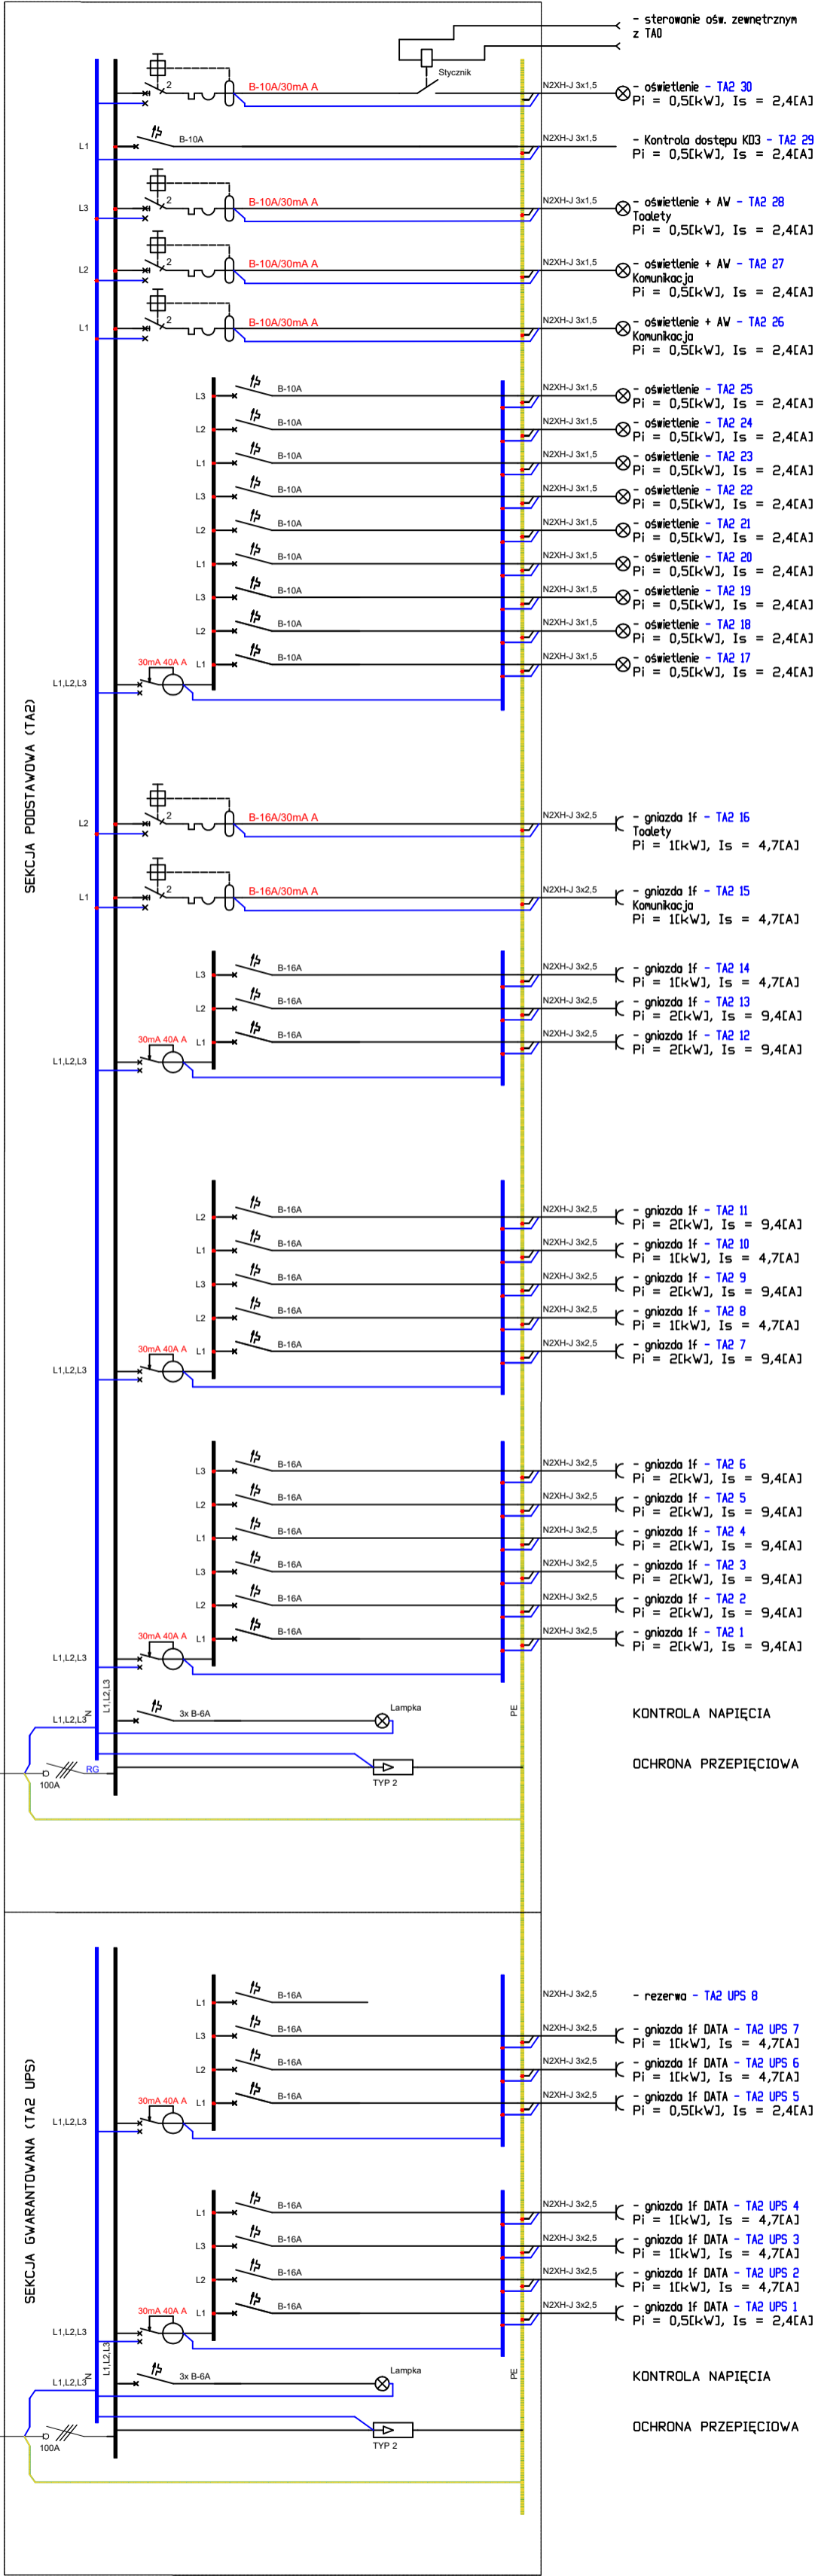 - sterowanie ośw. zewnętrznym
z TA0
Stycznik
2
B-10A/30mA A
N2XH-J 3x1,5
- oświetlenie - TA2 30
Pi = 0,5[kW], Is = 2,4[A]
L1
B-10A
N2XH-J 3x1,5
- Kontrola dostępu KD3 - TA2 29
Pi = 0,5[kW], Is = 2,4[A]
L3
2
B-10A/30mA A
N2XH-J 3x1,5
- oświetlenie + AW - TA2 28
Toalety
Pi = 0,5[kW], Is = 2,4[A]
L2
2
B-10A/30mA A
N2XH-J 3x1,5
- oświetlenie + AW - TA2 27
Komunikacja
Pi = 0,5[kW], Is = 2,4[A]
L1
2
B-10A/30mA A
N2XH-J 3x1,5
- oświetlenie + AW - TA2 26
Komunikacja
Pi = 0,5[kW], Is = 2,4[A]
L3
B-10A
N2XH-J 3x1,5
- oświetlenie - TA2 25
Pi = 0,5[kW], Is = 2,4[A]
L2
B-10A
N2XH-J 3x1,5
- oświetlenie - TA2 24
Pi = 0,5[kW], Is = 2,4[A]
L1
B-10A
N2XH-J 3x1,5
- oświetlenie - TA2 23
Pi = 0,5[kW], Is = 2,4[A]
L3
B-10A
N2XH-J 3x1,5
- oświetlenie - TA2 22
Pi = 0,5[kW], Is = 2,4[A]
L2
B-10A
N2XH-J 3x1,5
- oświetlenie - TA2 21
Pi = 0,5[kW], Is = 2,4[A]
L1
B-10A
N2XH-J 3x1,5
- oświetlenie - TA2 20
Pi = 0,5[kW], Is = 2,4[A]
L3
B-10A
N2XH-J 3x1,5
- oświetlenie - TA2 19
Pi = 0,5[kW], Is = 2,4[A]
L2
B-10A
N2XH-J 3x1,5
- oświetlenie - TA2 18
Pi = 0,5[kW], Is = 2,4[A]
L1
B-10A
N2XH-J 3x1,5
- oświetlenie - TA2 17
Pi = 0,5[kW], Is = 2,4[A]
30mA 40A A
L1,L2,L3
SEKCJA PODSTAWOWA (TA2)
L2
2
B-16A/30mA A
N2XH-J 3x2,5
- gniazda 1f - TA2 16
Toalety
Pi = 1[kW], Is = 4,7[A]
L1
2
B-16A/30mA A
N2XH-J 3x2,5
- gniazda 1f - TA2 15
Komunikacja
Pi = 1[kW], Is = 4,7[A]
L3
B-16A
N2XH-J 3x2,5
- gniazda 1f - TA2 14
Pi = 1[kW], Is = 4,7[A]
L2
B-16A
N2XH-J 3x2,5
- gniazda 1f - TA2 13
Pi = 2[kW], Is = 9,4[A]
L1
B-16A
N2XH-J 3x2,5
- gniazda 1f - TA2 12
Pi = 2[kW], Is = 9,4[A]
30mA 40A A
L1,L2,L3
L2
B-16A
N2XH-J 3x2,5
- gniazda 1f - TA2 11
Pi = 2[kW], Is = 9,4[A]
L1
B-16A
N2XH-J 3x2,5
- gniazda 1f - TA2 10
Pi = 1[kW], Is = 4,7[A]
L3
B-16A
N2XH-J 3x2,5
- gniazda 1f - TA2 9
Pi = 2[kW], Is = 9,4[A]
L2
B-16A
N2XH-J 3x2,5
- gniazda 1f - TA2 8
Pi = 1[kW], Is = 4,7[A]
L1
B-16A
N2XH-J 3x2,5
- gniazda 1f - TA2 7
Pi = 2[kW], Is = 9,4[A]
30mA 40A A
L1,L2,L3
L3
B-16A
N2XH-J 3x2,5
- gniazda 1f - TA2 6
Pi = 2[kW], Is = 9,4[A]
L2
B-16A
N2XH-J 3x2,5
- gniazda 1f - TA2 5
Pi = 2[kW], Is = 9,4[A]
L1
B-16A
N2XH-J 3x2,5
- gniazda 1f - TA2 4
Pi = 2[kW], Is = 9,4[A]
L3
B-16A
N2XH-J 3x2,5
- gniazda 1f - TA2 3
Pi = 2[kW], Is = 9,4[A]
L2
B-16A
N2XH-J 3x2,5
- gniazda 1f - TA2 2
Pi = 2[kW], Is = 9,4[A]
L1
B-16A
N2XH-J 3x2,5
- gniazda 1f - TA2 1
Pi = 2[kW], Is = 9,4[A]
30mA 40A A
L1,L2,L3
L1,L2,L3
N
L1,L2,L3
3x B-6A
Lampka
PE
KONTROLA NAPIĘCIA
RG
100A
TYP 2
OCHRONA PRZEPIĘCIOWA
L1
B-16A
N2XH-J 3x2,5
- rezerwa - TA2 UPS 8
L3
B-16A
N2XH-J 3x2,5
- gniazda 1f DATA - TA2 UPS 7
Pi = 1[kW], Is = 4,7[A]
L2
B-16A
N2XH-J 3x2,5
- gniazda 1f DATA - TA2 UPS 6
Pi = 1[kW], Is = 4,7[A]
L1
B-16A
N2XH-J 3x2,5
- gniazda 1f DATA - TA2 UPS 5
Pi = 0,5[kW], Is = 2,4[A]
30mA 40A A
L1,L2,L3
SEKCJA GWARANTOWANA (TA2 UPS)
L1
B-16A
N2XH-J 3x2,5
- gniazda 1f DATA - TA2 UPS 4
Pi = 1[kW], Is = 4,7[A]
L3
B-16A
N2XH-J 3x2,5
- gniazda 1f DATA - TA2 UPS 3
Pi = 1[kW], Is = 4,7[A]
L2
B-16A
N2XH-J 3x2,5
- gniazda 1f DATA - TA2 UPS 2
Pi = 1[kW], Is = 4,7[A]
L1
B-16A
N2XH-J 3x2,5
- gniazda 1f DATA - TA2 UPS 1
Pi = 0,5[kW], Is = 2,4[A]
30mA 40A A
L1,L2,L3
L1,L2,L3
N
L1,L2,L3
3x B-6A
Lampka
PE
KONTROLA NAPIĘCIA
100A
TYP 2
OCHRONA PRZEPIĘCIOWA